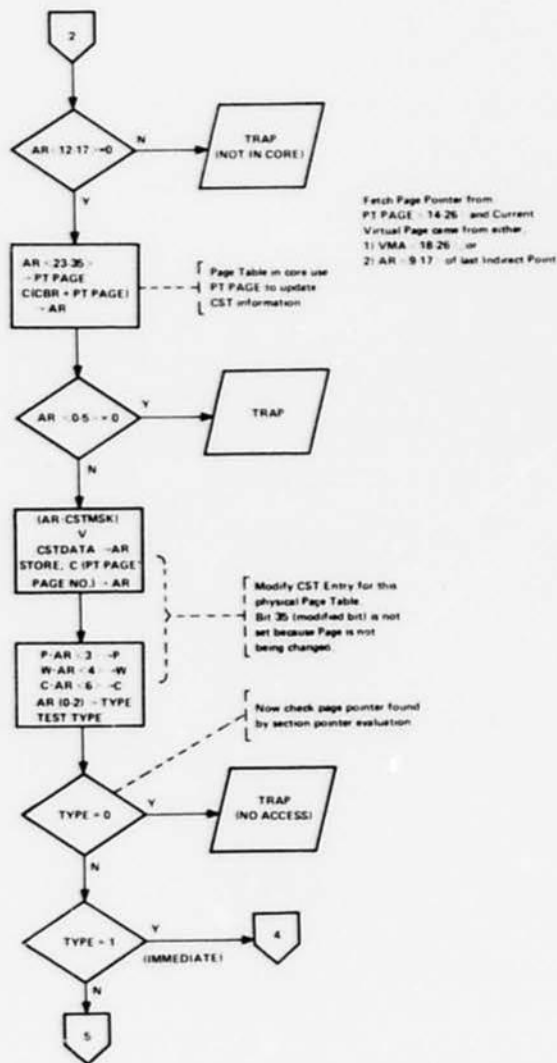 2
AR <12-17> =0
N
TRAP
(NOT IN CORE)
Y
Fetch Page Pointer from
PT PAGE <14-26> and Current
Virtual Page came from either
1) VMA <18-26> or
2) AR <9-17> of last Indirect Point
AR <23-35>
→ PT PAGE
C(CBR + PT PAGE)
→ AR
Page Table in core use
PT PAGE to update
CST information
AR <0-5> = 0
Y
TRAP
N
(AR·CSTMSK)
V
CSTDATA →AR
STORE, C (PT PAGE
PAGE NO.) → AR
Modify CST Entry for this
physical Page Table.
Bit 35 (modified bit) is not
set because Page is not
being changed.
P·AR <3> →P
W·AR <4> →W
C·AR <6> →C
AR (0-2) → TYPE
TEST TYPE
Now check page pointer found
by section pointer evaluation
TYPE = 0
Y
TRAP
(NO ACCESS)
N
TYPE = 1
Y
(IMMEDIATE)
4
N
5